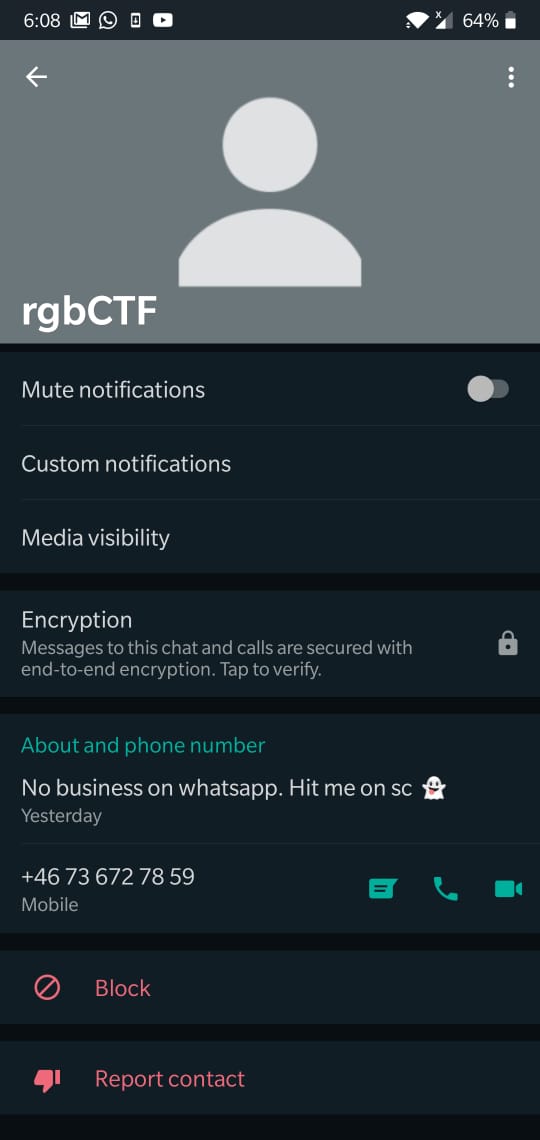 6:08
64%
rgbCTF
Mute notifications
Custom notifications
Media visibility
Encryption
Messages to this chat and calls are secured with
end-to-end encryption. Tap to verify.
About and phone number
No business on whatsapp. Hit me on sc 👻
Yesterday
+46 73 672 78 59
Mobile
Block
Report contact